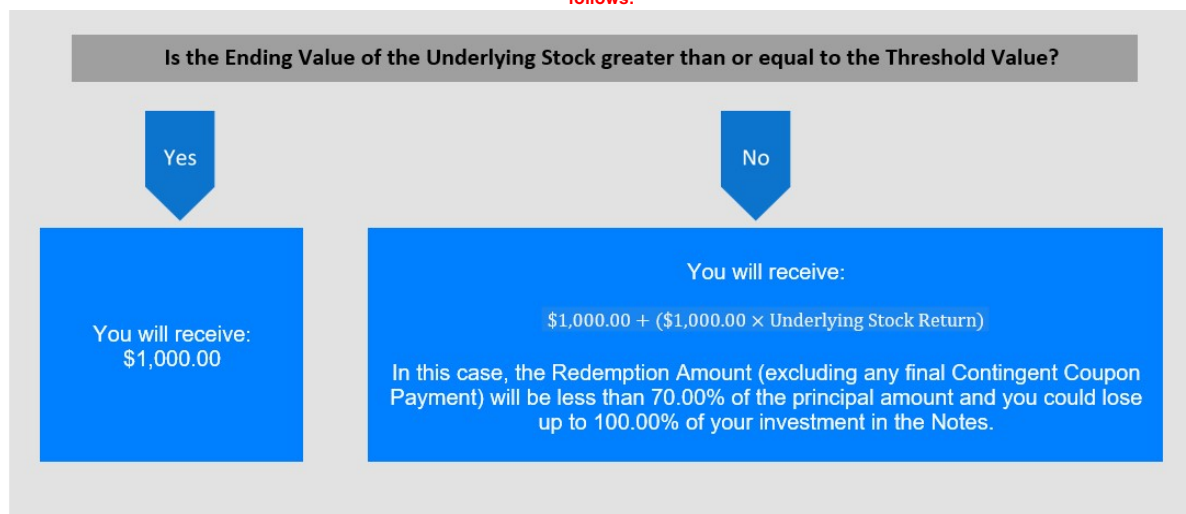 follows:
Is the Ending Value of the Underlying Stock greater than or equal to the Threshold Value?
Yes
No
You will receive:
$1,000.00
You will receive:
$1,000.00 + ($1,000.00 × Underlying Stock Return)
In this case, the Redemption Amount (excluding any final Contingent Coupon
Payment) will be less than 70.00% of the principal amount and you could lose
up to 100.00% of your investment in the Notes.